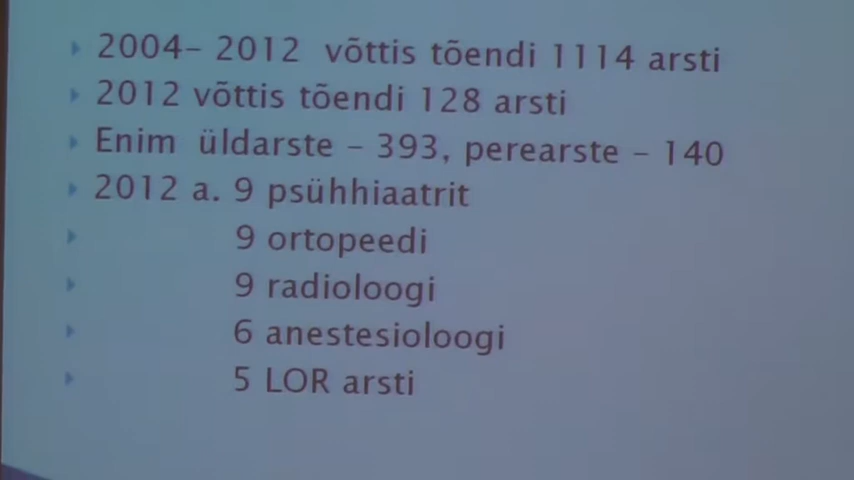 2004– 2012 võttis tõendi 1114 arsti
2012 võttis tõendi 128 arsti
Enim üldarste – 393, perearste – 140
2012 a. 9 psühhiaatrit
9 ortopeedi
9 radioloogi
6 anestesioloogi
5 LOR arsti